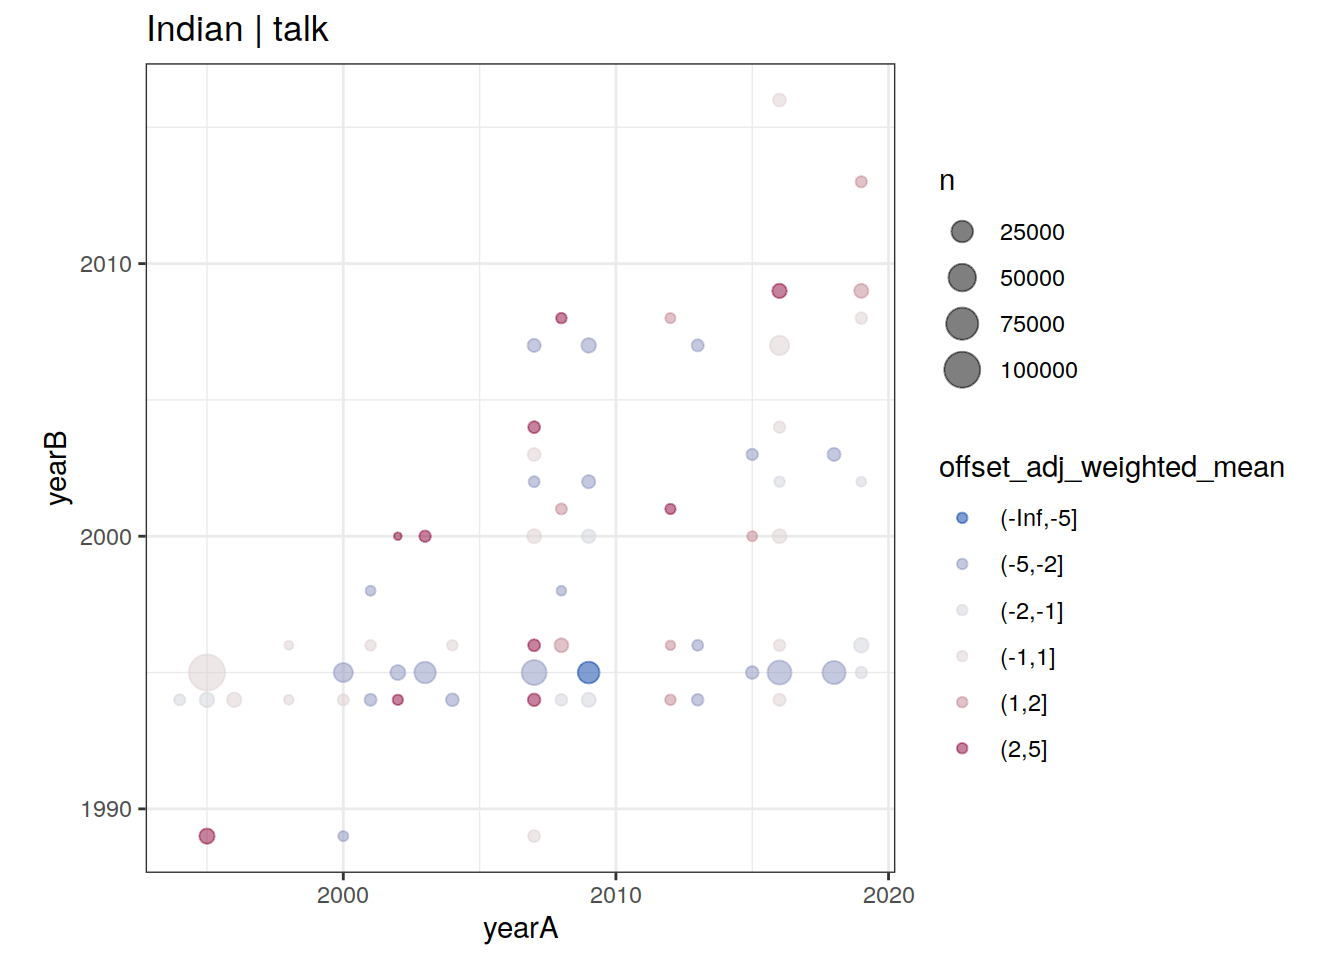 Indian | talk
yearB
2010
2000
1990
2000
2010
2020
yearA
n
25000
50000
75000
100000
offset_adj_weighted_mean
(-Inf,-5]
(-5,-2]
(-2,-1]
(-1,1]
(1,2]
(2,5]